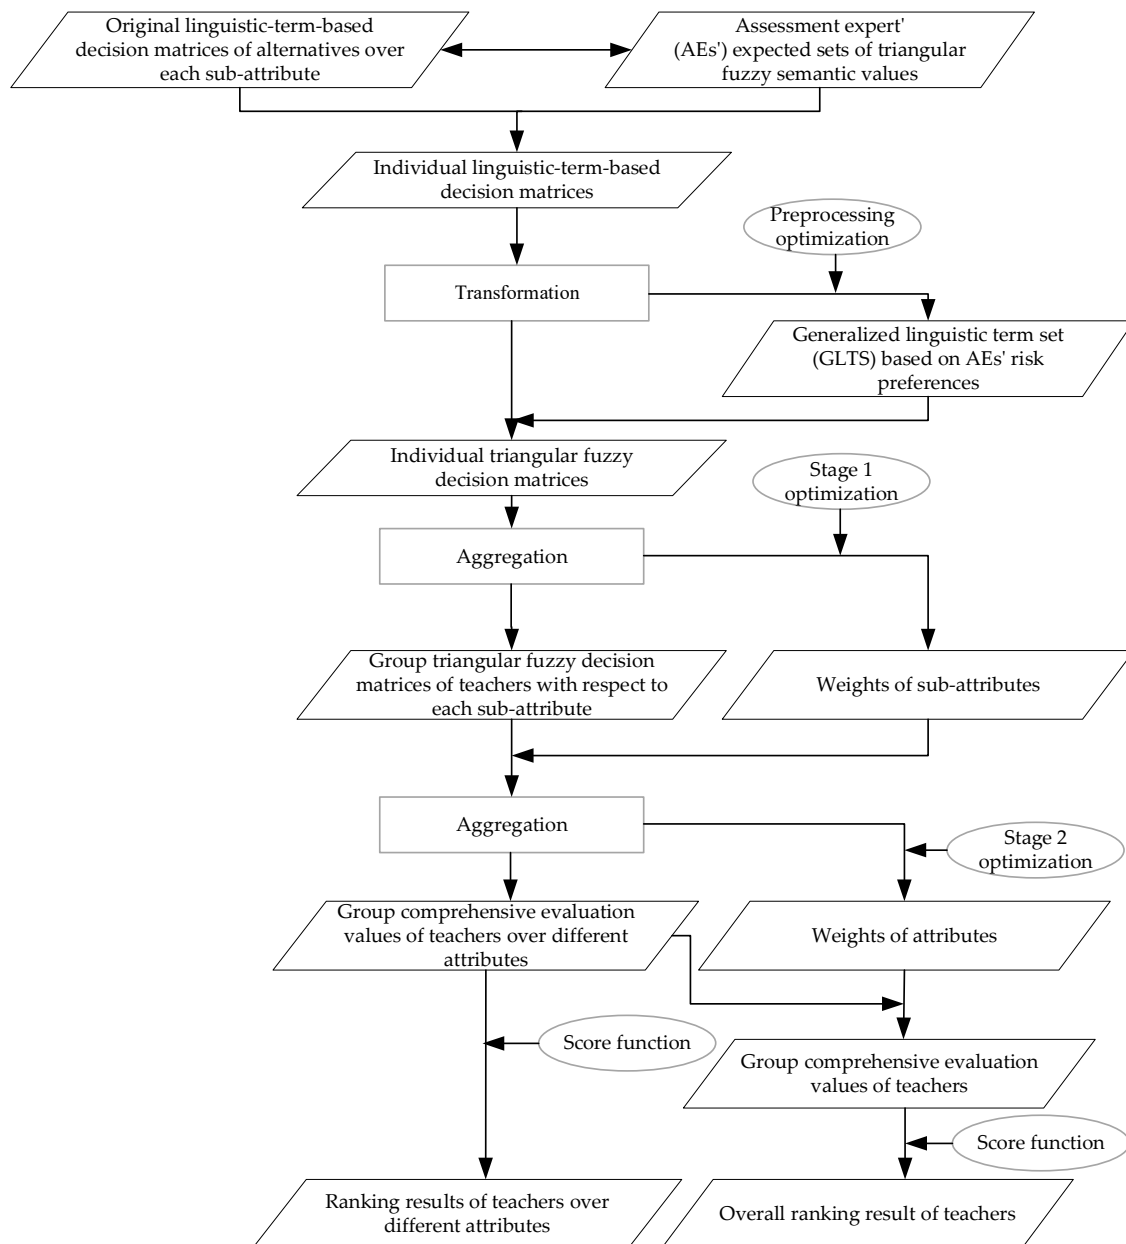 Original linguistic-term-based
decision matrices of alternatives over
each sub-attribute
Assessment expert'
(AEs') expected sets of triangular
fuzzy semantic values
Individual linguistic-term-based
decision matrices
Preprocessing
optimization
Transformation
Generalized linguistic term set
(GLTS) based on AEs' risk
preferences
Individual triangular fuzzy
decision matrices
Stage 1
optimization
Aggregation
Group triangular fuzzy decision
matrices of teachers with respect to
each sub-attribute
Weights of sub-attributes
Aggregation
Stage 2
optimization
Group comprehensive evaluation
values of teachers over different
attributes
Weights of attributes
Score function
Group comprehensive evaluation
values of teachers
Score function
Ranking results of teachers over
different attributes
Overall ranking result of teachers